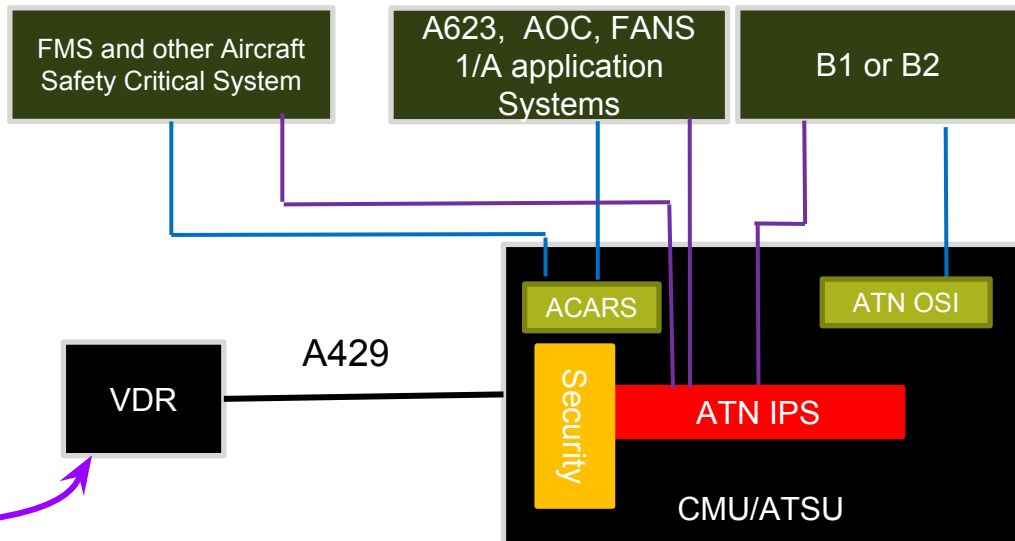 FMS and other Aircraft
Safety Critical System
A623, AOC, FANS
1/A application
Systems
B1 or B2
ACARS
ATN OSI
A429
VDR
Security
ATN IPS
CMU/ATSU